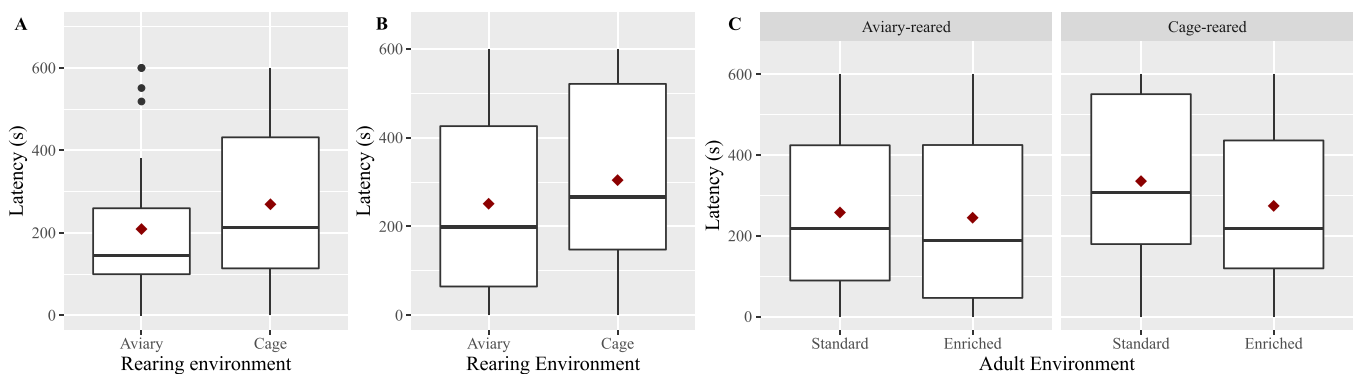 A
Latency (s)
600
400
200
0
Aviary
Cage
Rearing environment
B
Latency (s)
600
400
200
0
Aviary
Cage
Rearing Environment
C
Aviary-reared
Cage-reared
Latency (s)
600
400
200
0
Standard
Enriched
Standard
Enriched
Adult Environment